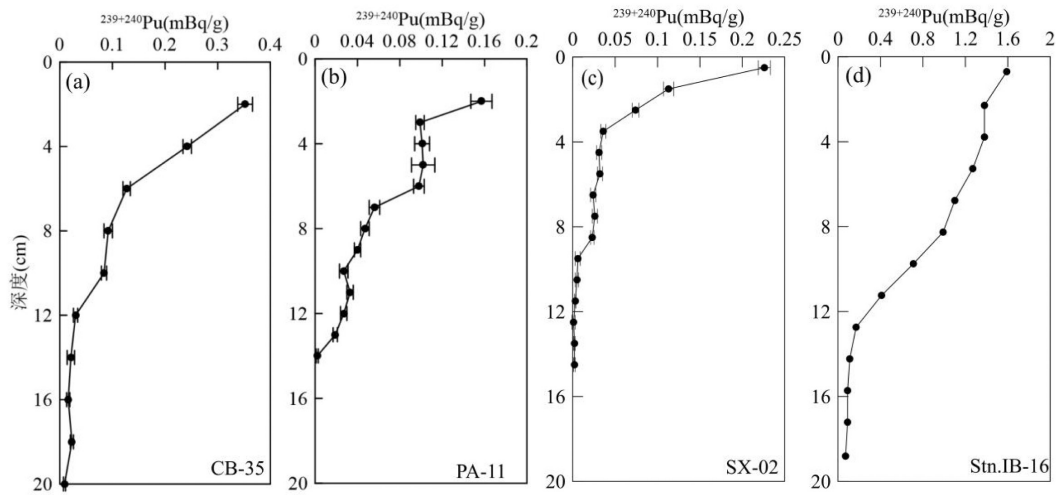 ²³⁹⁺²⁴⁰Pu(mBq/g)
0 0.1 0.2 0.3 0.4
0
4
8
12
16
20
深度(cm)
(a)
CB-35
²³⁹⁺²⁴⁰Pu(mBq/g)
0 0.04 0.08 0.12 0.16 0.2
0
4
8
12
16
20
(b)
PA-11
²³⁹⁺²⁴⁰Pu(mBq/g)
0 0.05 0.1 0.15 0.2 0.25
0
4
8
12
16
20
(c)
SX-02
²³⁹⁺²⁴⁰Pu(mBq/g)
0 0.4 0.8 1.2 1.6 2
0
4
8
12
16
20
(d)
Stn.IB-16